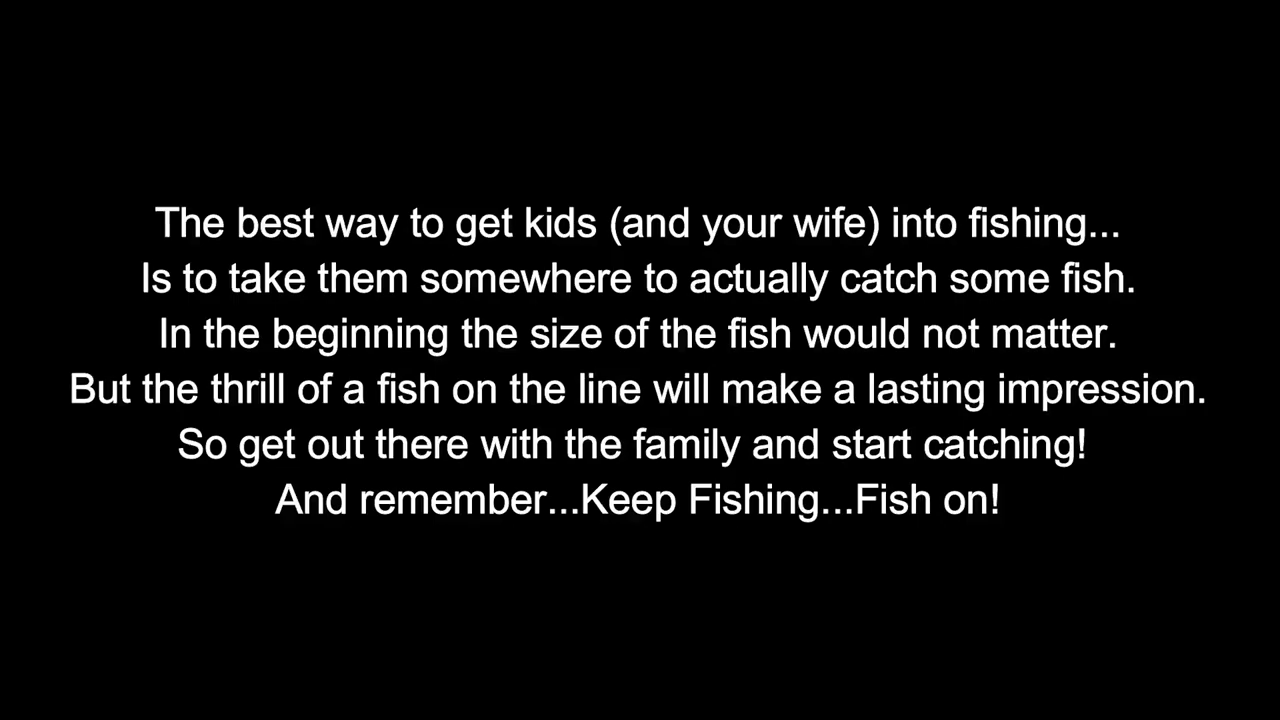 The best way to get kids (and your wife) into fishing...
Is to take them somewhere to actually catch some fish.
In the beginning the size of the fish would not matter.
But the thrill of a fish on the line will make a lasting impression.
So get out there with the family and start catching!
And remember...Keep Fishing...Fish on!